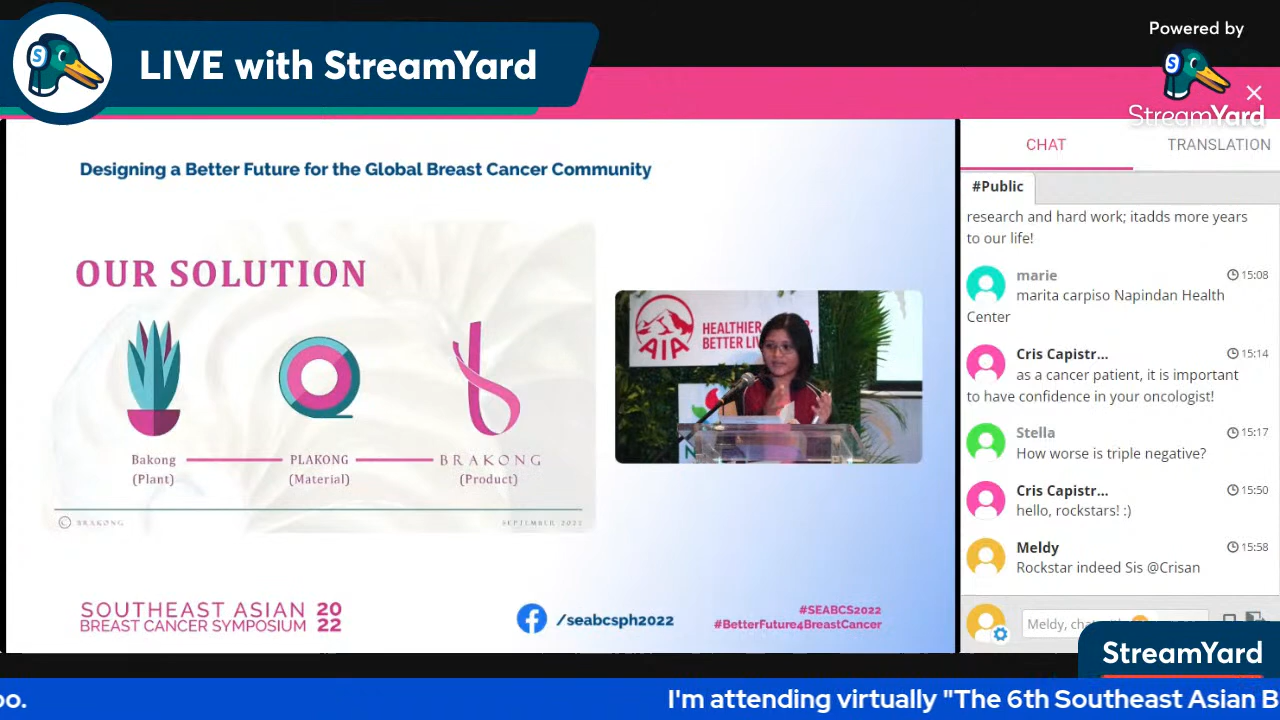 LIVE with StreamYard
Powered by
StreamYard
Designing a Better Future for the Global Breast Cancer Community
OUR SOLUTION
Bakong
(Plant)
PLAKONG
(Material)
BRAKONG
(Product)
© BRAKONG
HEALTHIER
BETTER
AIA
SOUTHEAST ASIAN
BREAST CANCER SYMPOSIUM
2022
/seabcsph2022
#SEABCS2022
#BetterFuture4BreastCancer
CHAT
TRANSLATION
#Public
research and hard work; itadds more years
to our life!
marie
15:08
marita carpiso Napindan Health
Center
Cris Capistr...
15:14
as a cancer patient, it is important
to have confidence in your oncologist!
Stella
15:17
How worse is triple negative?
Cris Capistr...
15:50
hello, rockstars! :)
Meldy
15:58
Rockstar indeed Sis @Crisan
Meldy,
StreamYard
oo.
I'm attending virtually "The 6th Southeast Asian B